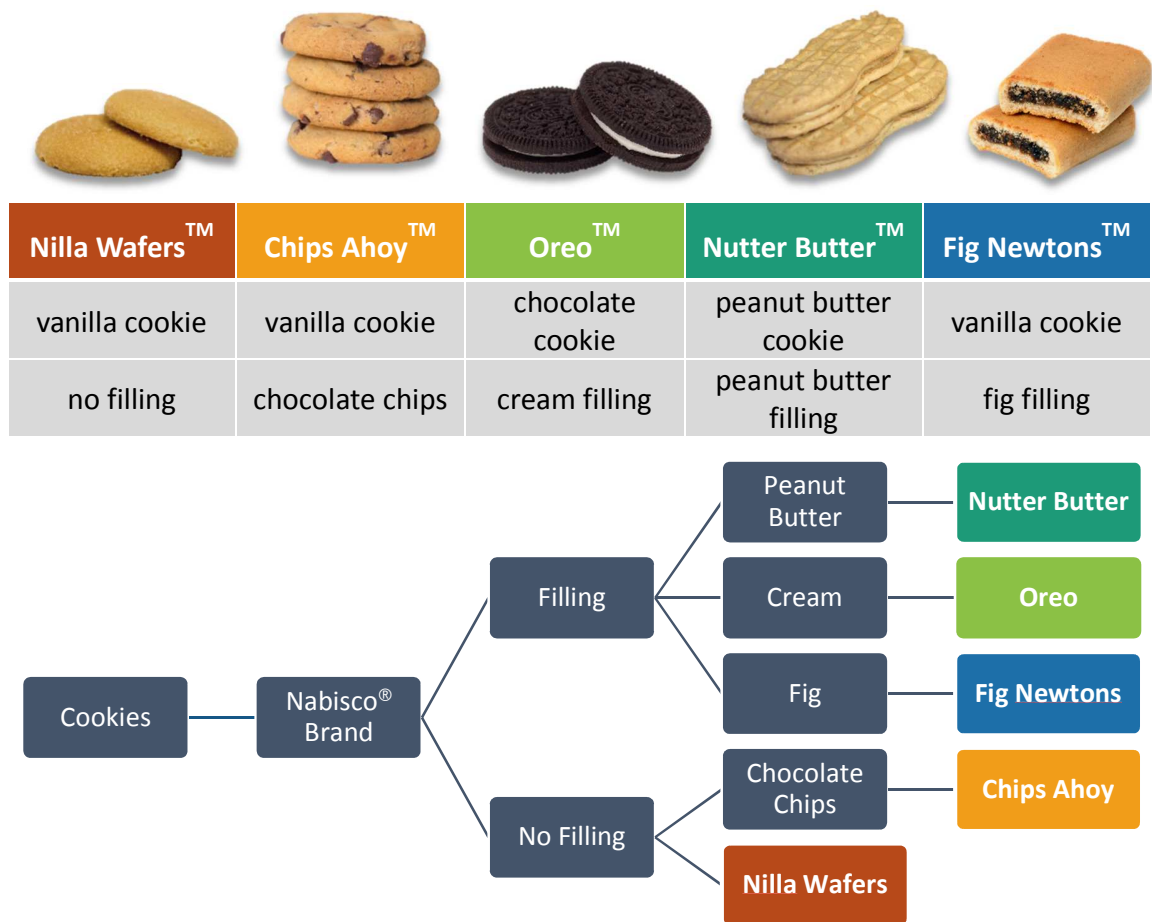 Nilla Wafers™
Chips Ahoy™
Oreo™
Nutter Butter™
Fig Newtons™
vanilla cookie
vanilla cookie
chocolate
cookie
peanut butter
cookie
vanilla cookie
no filling
chocolate chips
cream filling
peanut butter
filling
fig filling
Cookies
Nabisco®
Brand
Filling
Peanut
Butter
Nutter Butter
Cream
Oreo
Fig
Fig Newtons
No Filling
Chocolate
Chips
Chips Ahoy
Nilla Wafers